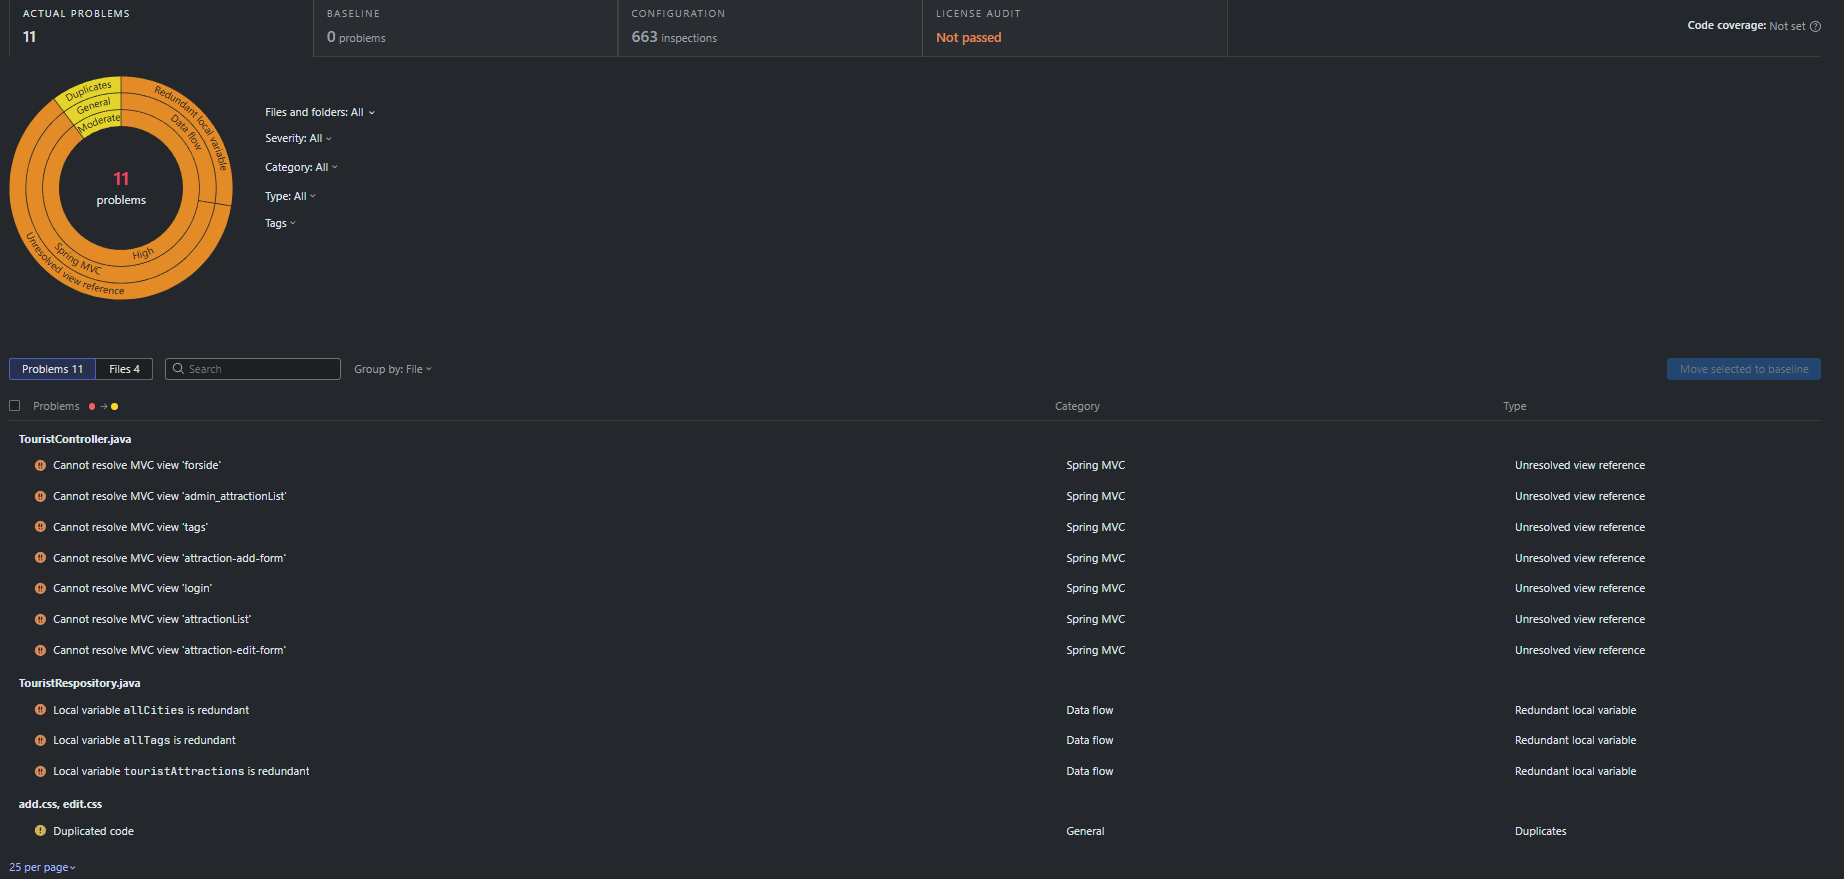 ACTUAL PROBLEMS
11
BASELINE
0 problems
CONFIGURATION
663 inspections
LICENSE AUDIT
Not passed
Code coverage: Not set
Duplicates
General
Moderate
Redundant local variable
Data flow
11
problems
High
Spring MVC
Unresolved view reference
Files and folders: All
Severity: All
Category: All
Type: All
Tags
Problems 11
Files 4
Search
Group by: File
Move selected to baseline
Problems Category Type
TouristController.java
Cannot resolve MVC view 'forside' Spring MVC Unresolved view reference
Cannot resolve MVC view 'admin_attractionList' Spring MVC Unresolved view reference
Cannot resolve MVC view 'tags' Spring MVC Unresolved view reference
Cannot resolve MVC view 'attraction-add-form' Spring MVC Unresolved view reference
Cannot resolve MVC view 'login' Spring MVC Unresolved view reference
Cannot resolve MVC view 'attractionList' Spring MVC Unresolved view reference
Cannot resolve MVC view 'attraction-edit-form' Spring MVC Unresolved view reference
TouristRespository.java
Local variable allCities is redundant Data flow Redundant local variable
Local variable allTags is redundant Data flow Redundant local variable
Local variable touristAttractions is redundant Data flow Redundant local variable
add.css, edit.css
Duplicated code General Duplicates
25 per page